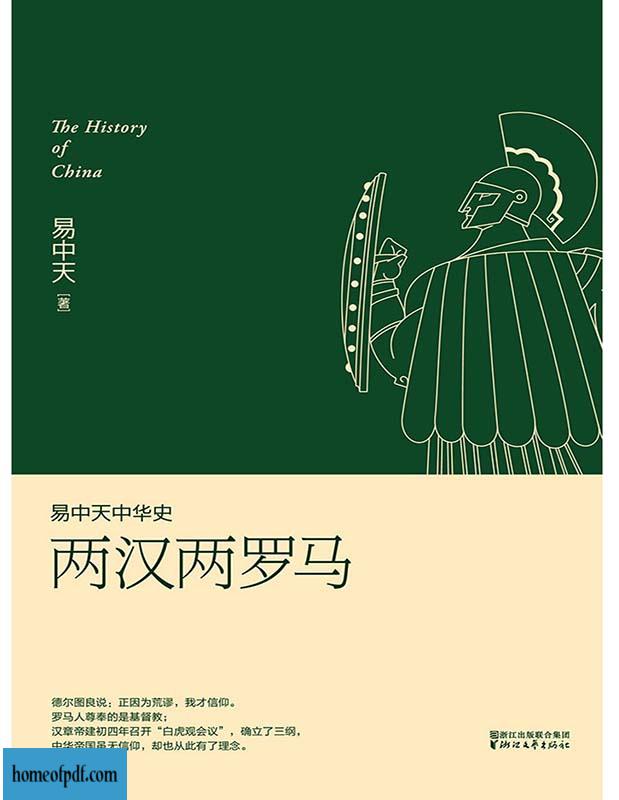 The History
of
China
易中天
[著]
易中天中华史
两汉两罗马
德尔图良说：正因为荒谬，我才信仰。
罗马人尊奉的是基督教；
汉章帝建初四年召开“白虎观会议”，确立了三纲，
中华帝国虽无信仰，却也从此有了理念。
浙江出版联合集团
浙江文艺出版社
homeofpdf.com